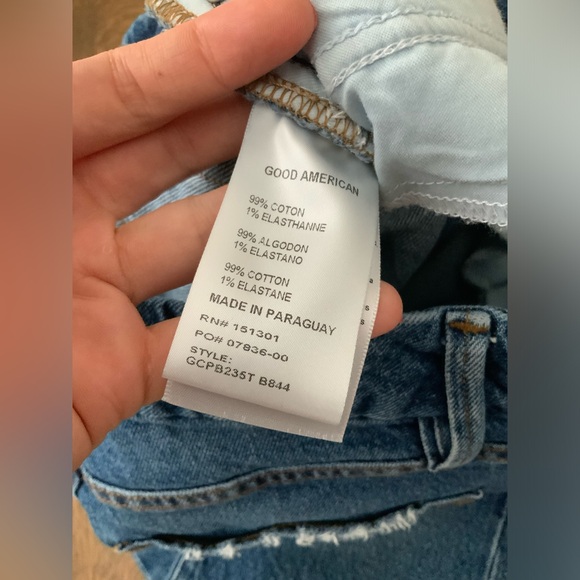 GOOD AMERICAN
99% COTON
1% ELASTHANNE
99% ALGODON
1% ELASTANO
99% COTTON
1% ELASTANE
MADE IN PARAGUAY
RN# 151301
PO# 07836-00
STYLE:
GCPB235T B844